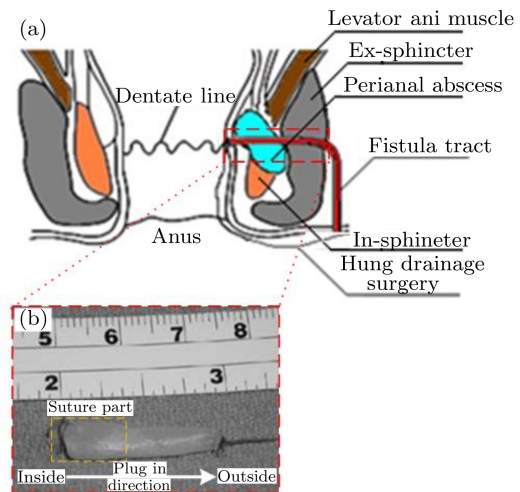 (a)
Levator ani muscle
Ex-sphincter
Perianal abscess
Dentate line
Fistula tract
Anus
In-sphineter
Hung drainage
surgery
(b)
5 6 7 8
2 3
Suture part
Inside
Plug in
direction
Outside